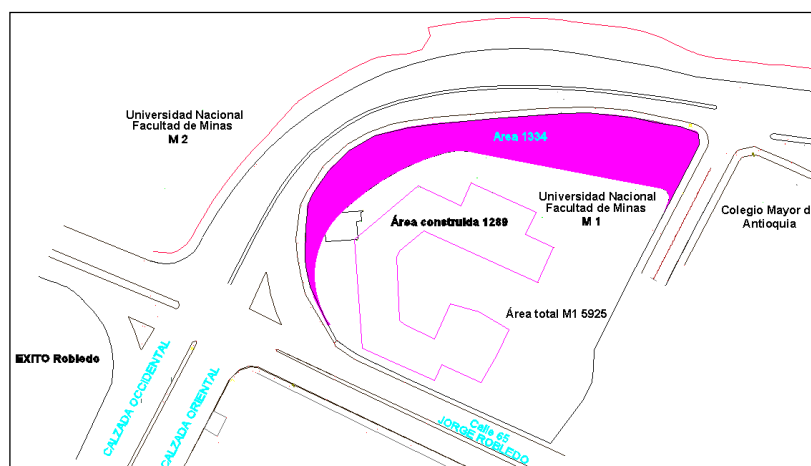 Universidad Nacional
Facultad de Minas
M 2
Area 1334
Universidad Nacional
Facultad de Minas
M 1
Área construida 1289
Colegio Mayor d
Antioquia
Área total M1 5925
EXITO Robledo
CALZADA OCCIDENTAL
CALZADA ORIENTAL
Calle 65
JORGE ROBLEDO